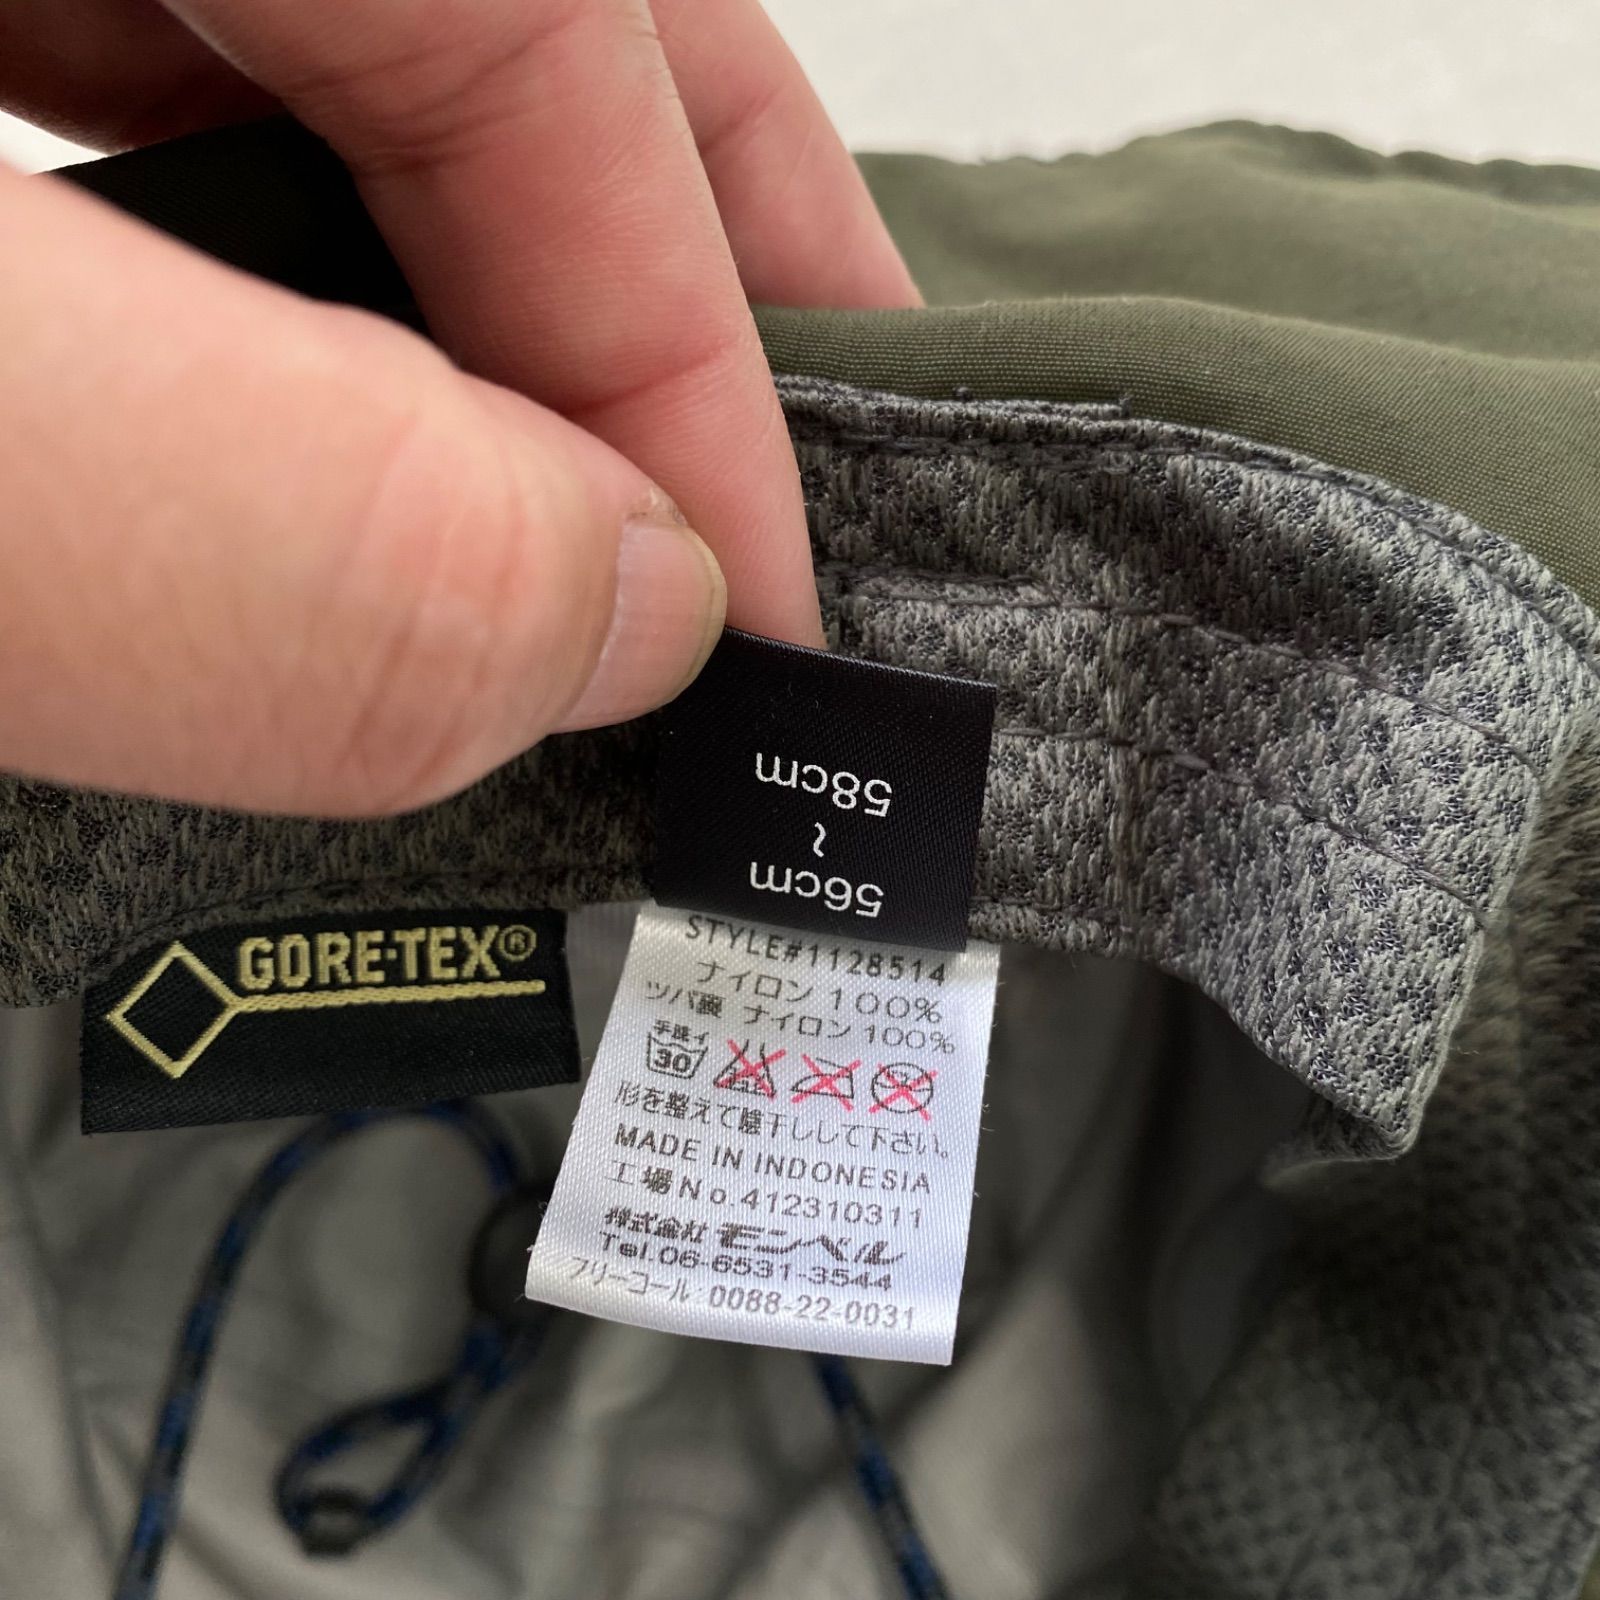 56cm
~
58cm
GORE-TEX®
STYLE#1128514
ナイロン 100%
ツバ裏 ナイロン 100%
手洗イ
30
形を整えて陰干しして下さい。
MADE IN INDONESIA
工場No.412310311
株式会社 モンベル
Tel.06-6531-3544
フリーコール 0088-22-0031